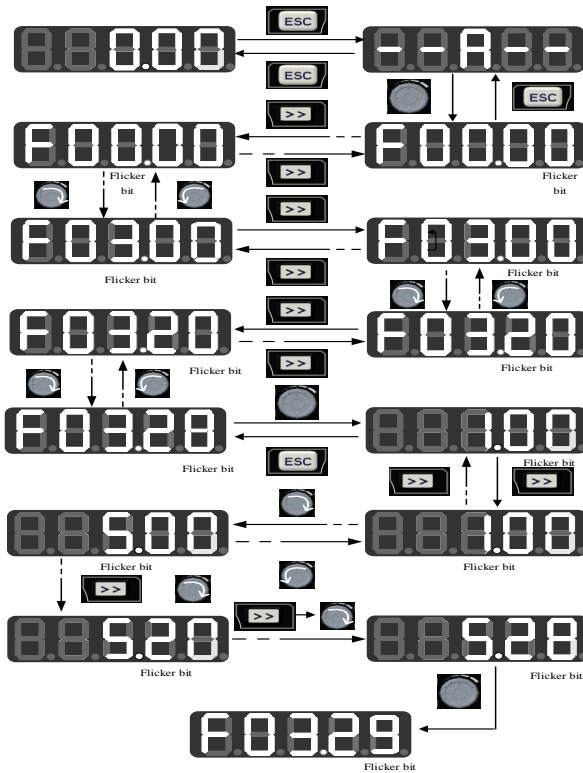 0.00
ESC
--A--
ESC
ESC
>>
F00.00
F00.00
Flicker bit
Flicker bit
>>
>>
F03.00
F03.00
Flicker bit
Flicker bit
>>
>>
F03.20
F03.20
Flicker bit
Flicker bit
>>
F03.28
1.00
Flicker bit
Flicker bit
ESC
>>
>>
5.00
1.00
Flicker bit
Flicker bit
>>
>>
5.20
5.28
Flicker bit
Flicker bit
F03.29
Flicker bit